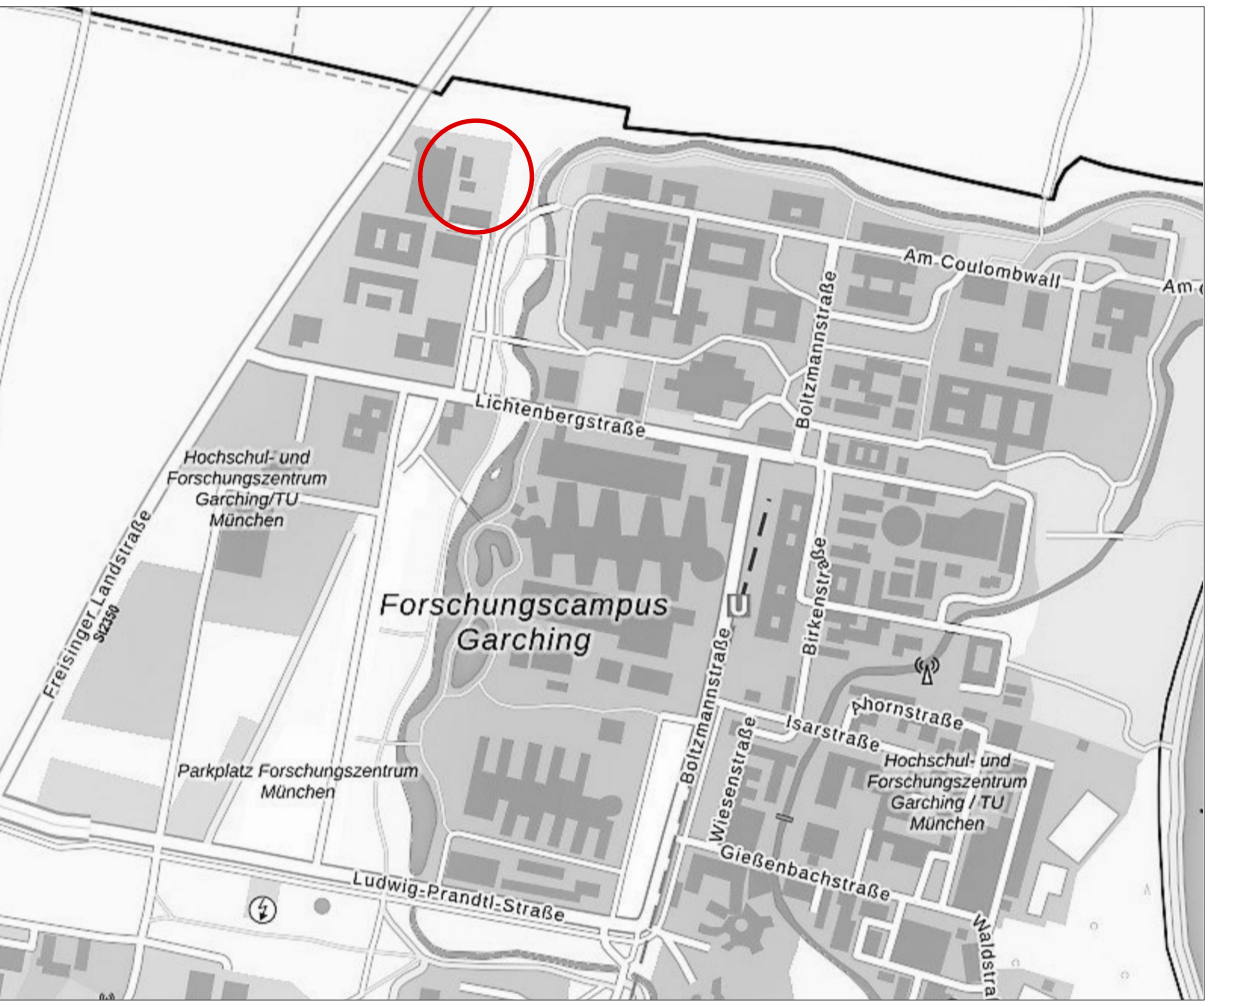 Am Coulombwall
Am
Boltzmannstraße
Lichtenbergstraße
Hochschul- und
Forschungszentrum
Garching/TU
München
Freisinger Landstraße
St2350
Forschungscampus
Garching
U
Birkenstraße
Boltzmannstraße
Isarstraße
Ahornstraße
Wiesenstraße
Hochschul- und
Forschungszentrum
Garching / TU
München
Parkplatz Forschungszentrum
München
Gießenbachstraße
Ludwig-Prandtl-Straße
Waldstra